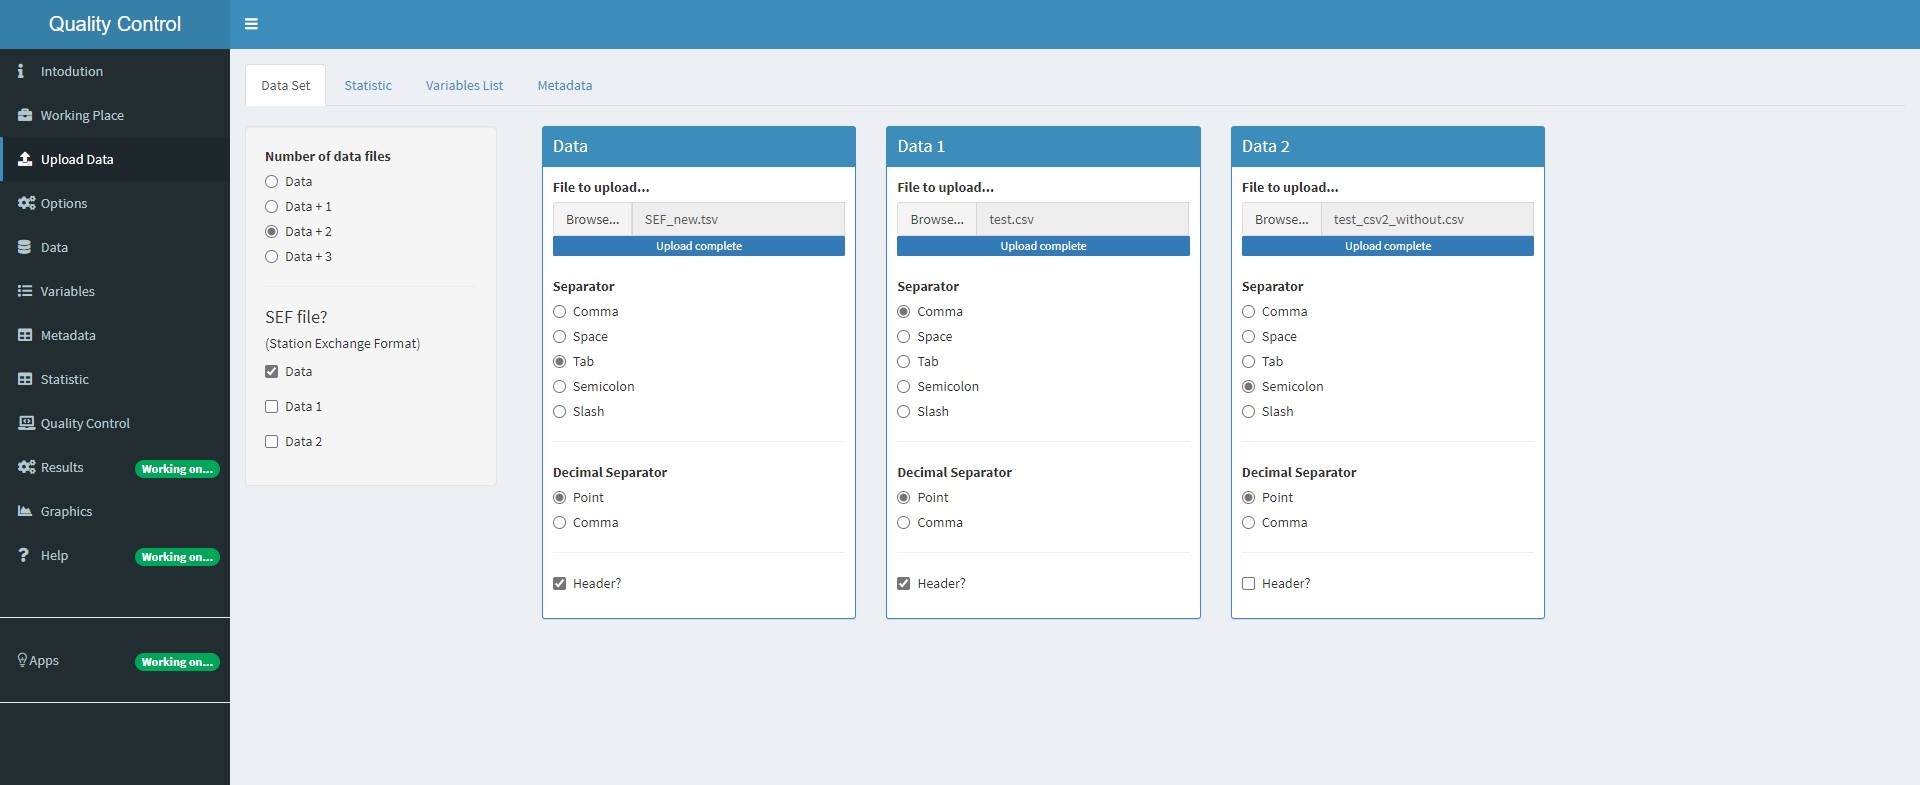 Quality Control
Intodution
Working Place
Upload Data
Options
Data
Variables
Metadata
Statistic
Quality Control
Results
Working on...
Graphics
Help
Working on...
Apps
Working on...
Data Set
Statistic
Variables List
Metadata
Number of data files
Data
Data + 1
Data + 2
Data + 3
SEF file?
(Station Exchange Format)
Data
Data 1
Data 2
Data
File to upload...
Browse...
SEF_new.tsv
Upload complete
Separator
Comma
Space
Tab
Semicolon
Slash
Decimal Separator
Point
Comma
Header?
Data 1
File to upload...
Browse...
test.csv
Upload complete
Separator
Comma
Space
Tab
Semicolon
Slash
Decimal Separator
Point
Comma
Header?
Data 2
File to upload...
Browse...
test_csv2_without.csv
Upload complete
Separator
Comma
Space
Tab
Semicolon
Slash
Decimal Separator
Point
Comma
Header?